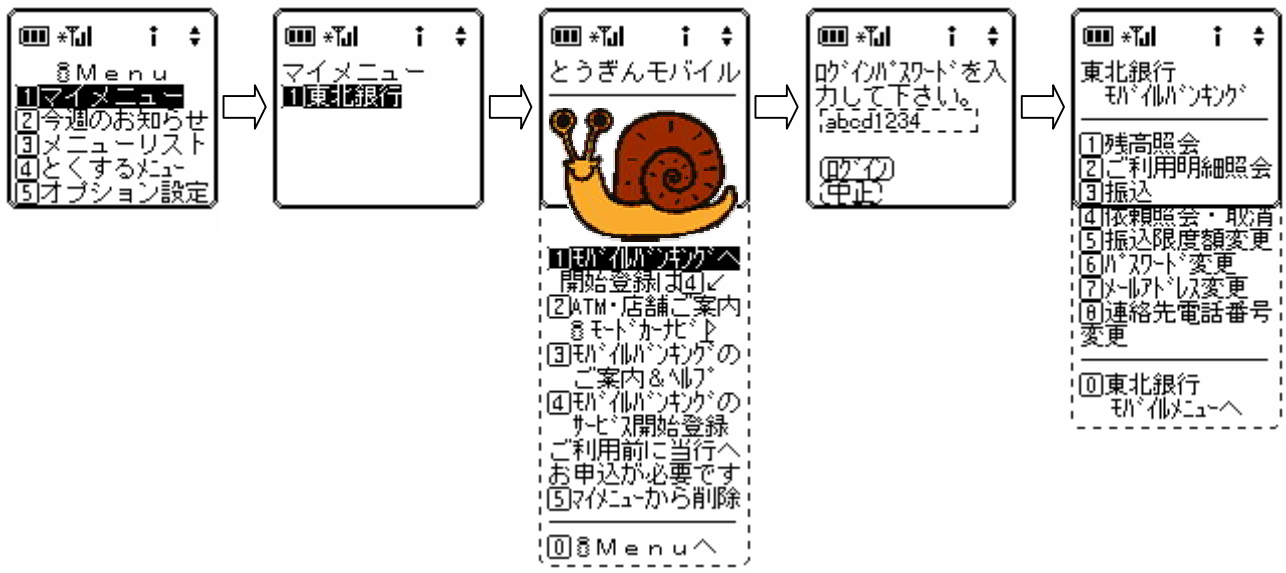 iMenu
1マイメニュー
2今週のお知らせ
3メニューリスト
4とくするﾒﾆｭｰ
5オプション設定
マイメニュー
1東北銀行
とうぎんモバイル
1ﾓﾊﾞｲﾙﾊﾞﾝｷﾝｸﾞへ
開始登録は4↙
2ATM・店舗ご案内
iﾓｰﾄﾞｶｰﾅﾋﾞ♪
3ﾓﾊﾞｲﾙﾊﾞﾝｷﾝｸﾞの
ご案内&ﾍﾙﾌﾟ
4ﾓﾊﾞｲﾙﾊﾞﾝｷﾝｸﾞの
ｻｰﾋﾞｽ開始登録
ご利用前に当行へ
お申込が必要です
5ﾏｲﾒﾆｭｰから削除
0iMenuへ
ﾛｸﾞｲﾝﾊﾟｽﾜｰﾄﾞを入
力して下さい。
abcd1234
ﾛｸﾞｲﾝ
中止
東北銀行
ﾓﾊﾞｲﾙﾊﾞﾝｷﾝｸﾞ
1残高照会
2ご利用明細照会
3振込
4依頼照会・取消
5振込限度額変更
6ﾊﾟｽﾜｰﾄﾞ変更
7ﾒｰﾙｱﾄﾞﾚｽ変更
8連絡先電話番号
変更
0東北銀行
ﾓﾊﾞｲﾙﾒﾆｭｰへ